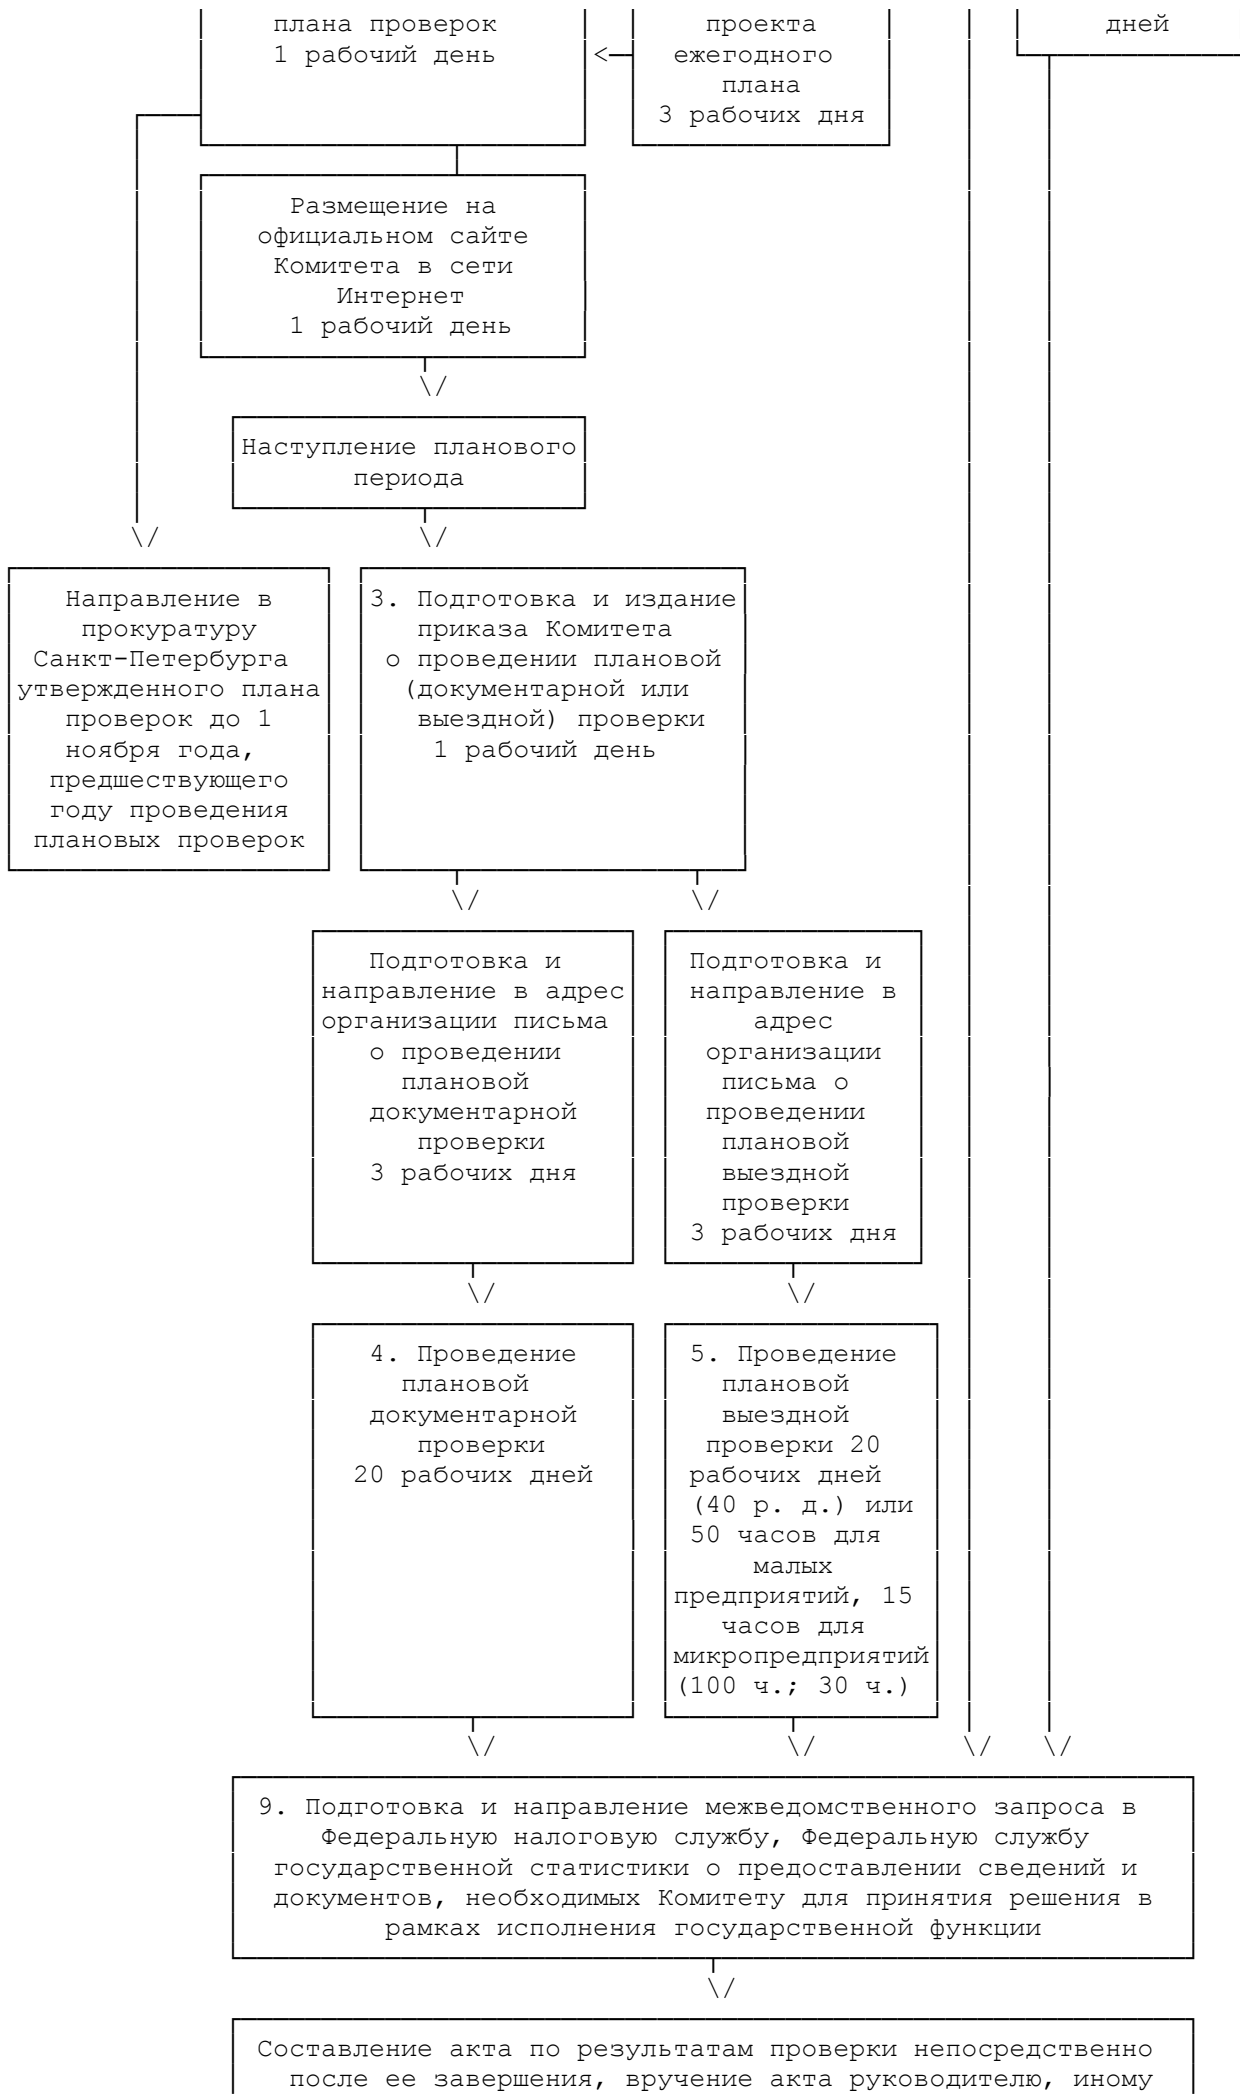 плана проверок
1 рабочий день
проекта
ежегодного
плана
3 рабочих дня
дней
Размещение на
официальном сайте
Комитета в сети
Интернет
1 рабочий день
Наступление планового
периода
Направление в
прокуратуру
Санкт-Петербурга
утвержденного плана
проверок до 1
ноября года,
предшествующего
году проведения
плановых проверок
3. Подготовка и издание
приказа Комитета
о проведении плановой
(документарной или
выездной) проверки
1 рабочий день
Подготовка и
направление в адрес
организации письма
о проведении
плановой
документарной
проверки
3 рабочих дня
Подготовка и
направление в
адрес
организации
письма о
проведении
плановой
выездной
проверки
3 рабочих дня
4. Проведение
плановой
документарной
проверки
20 рабочих дней
5. Проведение
плановой
выездной
проверки 20
рабочих дней
(40 р. д.) или
50 часов для
малых
предприятий, 15
часов для
микропредприятий
(100 ч.; 30 ч.)
9. Подготовка и направление межведомственного запроса в
Федеральную налоговую службу, Федеральную службу
государственной статистики о предоставлении сведений и
документов, необходимых Комитету для принятия решения в
рамках исполнения государственной функции
Составление акта по результатам проверки непосредственно
после ее завершения, вручение акта руководителю, иному